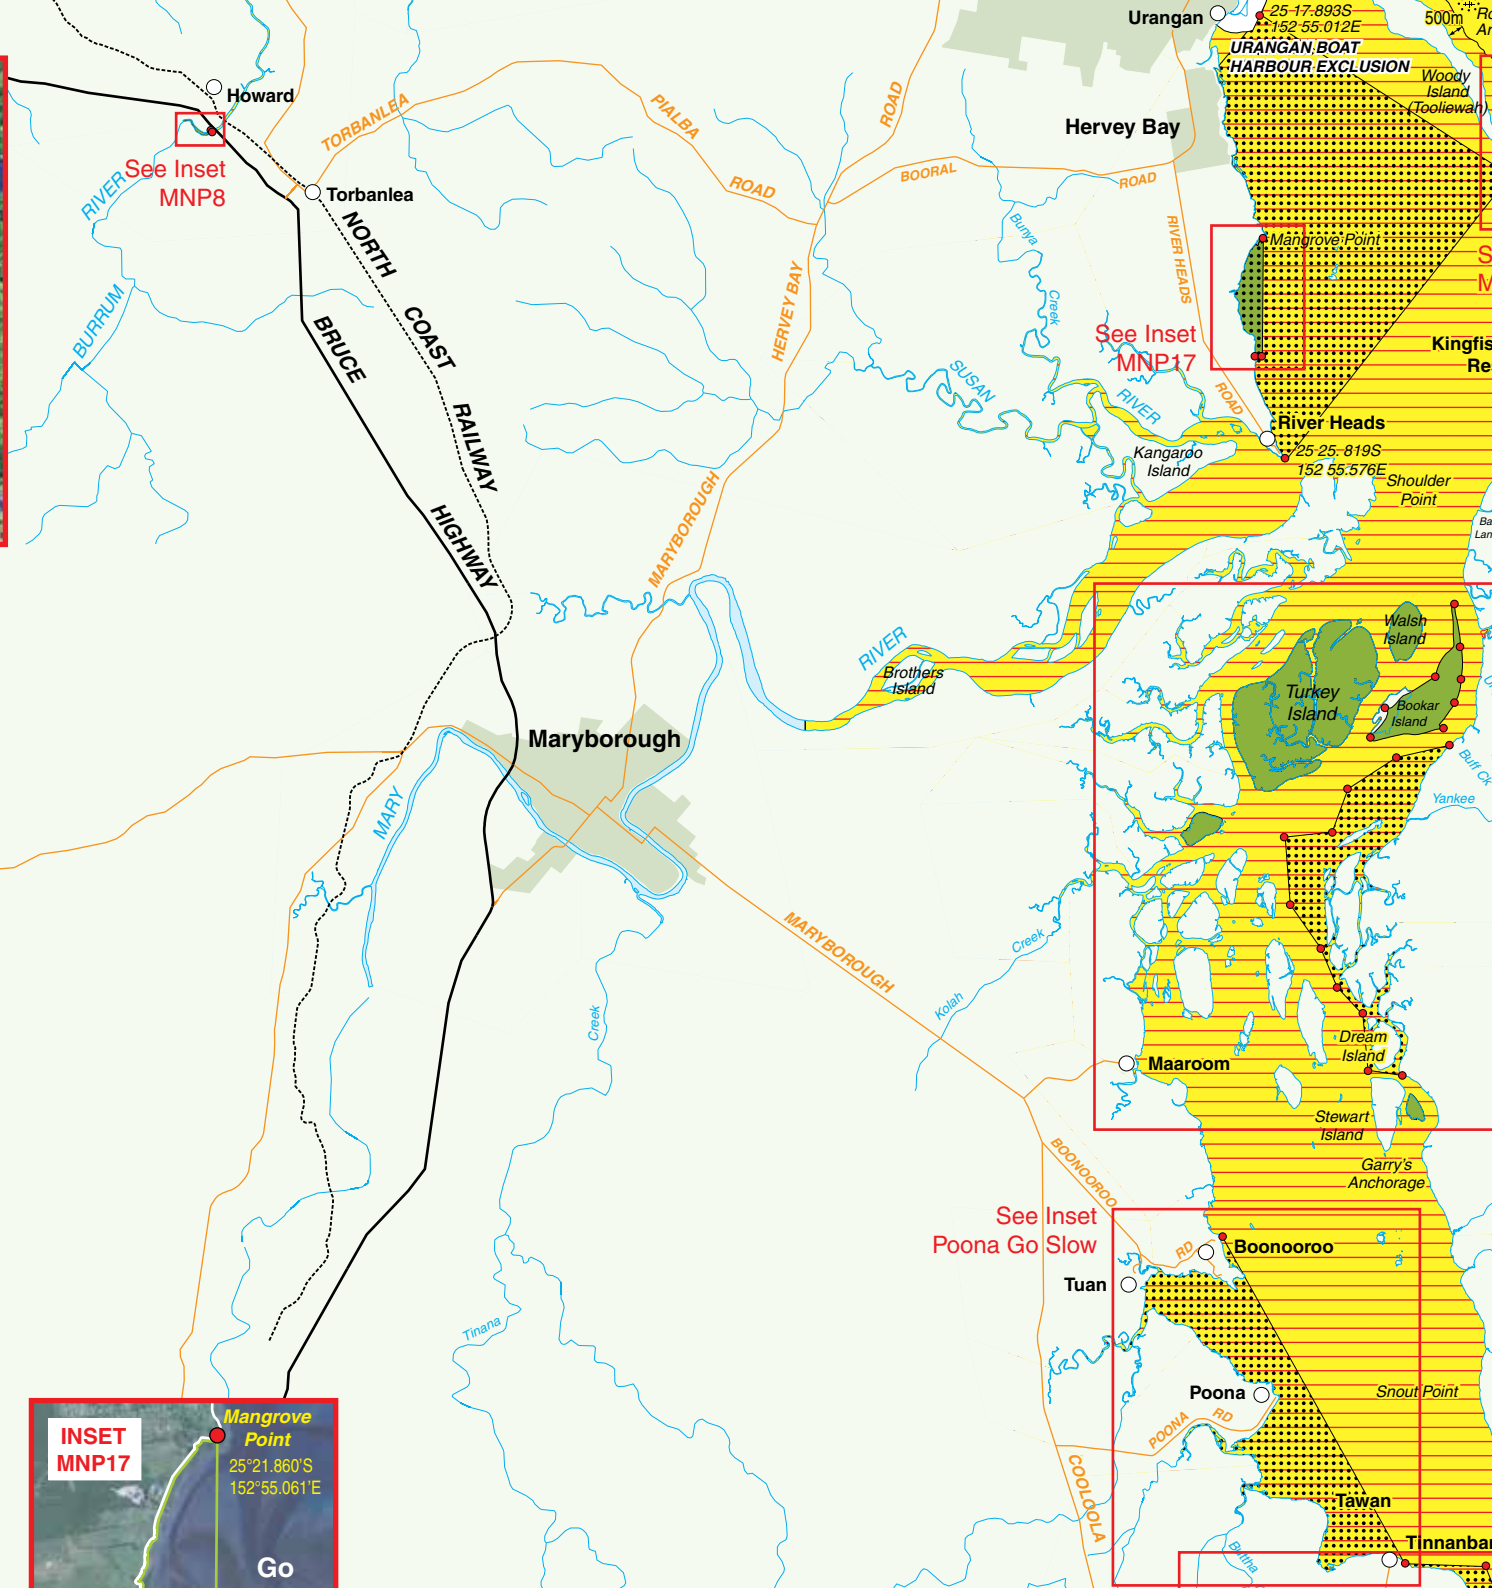 Urangan
25 17.893S
152 55.012E
500m
URANGAN BOAT
HARBOUR EXCLUSION
Woody
Island
(Tooliewah)
Howard
TORBANLEA
PIALBA
ROAD
ROAD
Hervey Bay
BOORAL
ROAD
See Inset
MNP8
RIVER
Torbanlea
NORTH
COAST
RAILWAY
BURRUM
BRUCE
HIGHWAY
HERVEY BAY
MARYBOROUGH
Bunya
Creek
RIVER HEADS
ROAD
Mangrove Point
See Inset
MNP17
SUSAN
RIVER
River Heads
25 25. 819S
152 55.576E
Kangaroo
Island
Shoulder
Point
RIVER
Brothers
Island
Walsh
Island
Turkey
Island
Bookar
Island
Buff Ck
Yankee
Maryborough
MARY
MARYBOROUGH
Creek
Kolah
Creek
Maaroom
Dream
Island
Stewart
Island
Garry's
Anchorage
BOONOOROO
RD
See Inset
Poona Go Slow
Boonooroo
Tuan
Tinana
Poona
POONA
RD
Snout Point
COOLOOLA
Tawan
Buttha
INSET
MNP17
Mangrove
Point
25°21.860'S
152°55.061'E
Go